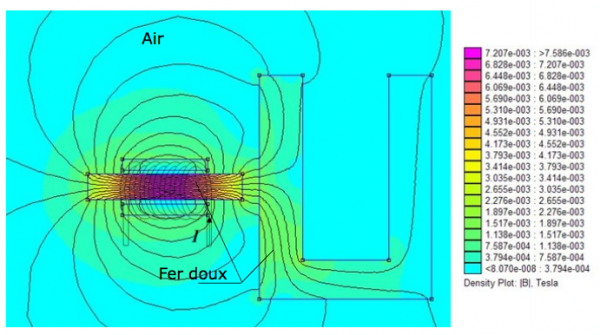 Air
I
Fer doux
7.207e-003 : >7.586e-003
6.828e-003 : 7.207e-003
6.448e-003 : 6.828e-003
6.069e-003 : 6.448e-003
5.690e-003 : 6.069e-003
5.310e-003 : 5.690e-003
4.931e-003 : 5.310e-003
4.552e-003 : 4.931e-003
4.173e-003 : 4.552e-003
3.793e-003 : 4.173e-003
3.414e-003 : 3.793e-003
3.035e-003 : 3.414e-003
2.655e-003 : 3.035e-003
2.276e-003 : 2.655e-003
1.897e-003 : 2.276e-003
1.517e-003 : 1.897e-003
1.138e-003 : 1.517e-003
7.587e-004 : 1.138e-003
3.794e-004 : 7.587e-004
<8.070e-008 : 3.794e-004
Density Plot: |B|, Tesla